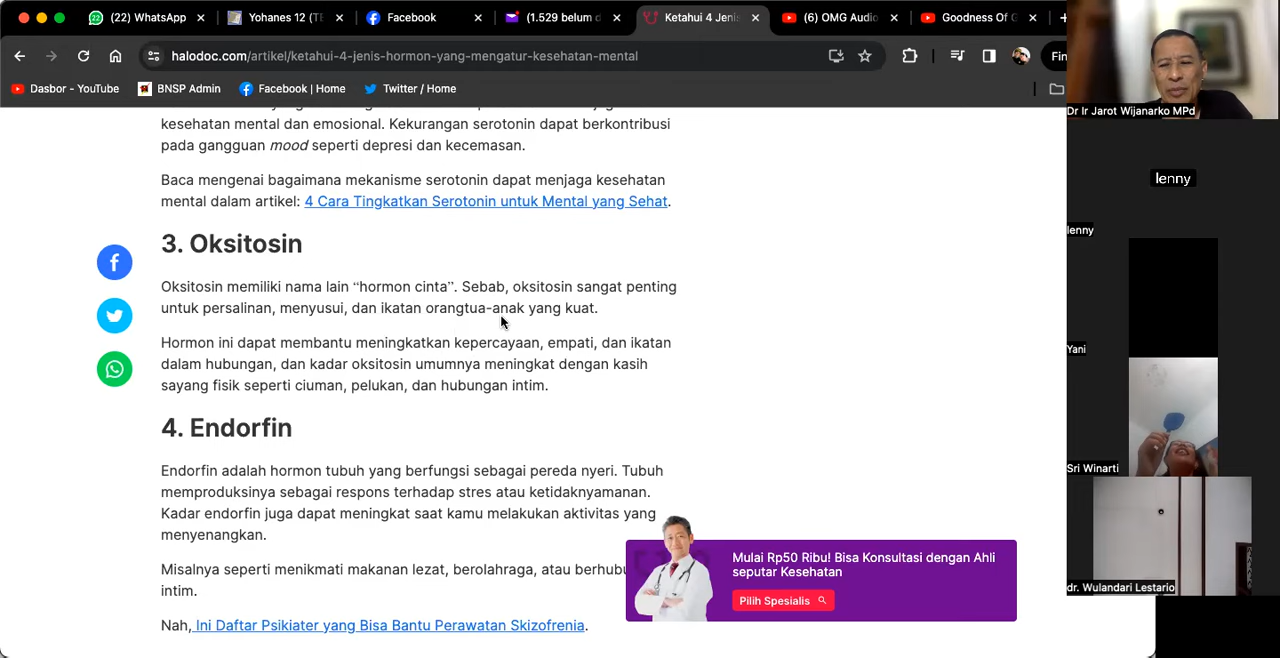 (22) WhatsApp
Yohanes 12 (TB
Facebook
(1.529 belum d
Ketahui 4 Jenis
(6) OMG Audio
Goodness Of G
halodoc.com/artikel/ketahui-4-jenis-hormon-yang-mengatur-kesehatan-mental
Dasbor - YouTube
BNSP Admin
Facebook | Home
Twitter / Home
kesehatan mental dan emosional. Kekurangan serotonin dapat berkontribusi
pada gangguan mood seperti depresi dan kecemasan.
Baca mengenai bagaimana mekanisme serotonin dapat menjaga kesehatan
mental dalam artikel: 4 Cara Tingkatkan Serotonin untuk Mental yang Sehat.
3. Oksitosin
Oksitosin memiliki nama lain “hormon cinta”. Sebab, oksitosin sangat penting
untuk persalinan, menyusui, dan ikatan orangtua-anak yang kuat.
Hormon ini dapat membantu meningkatkan kepercayaan, empati, dan ikatan
dalam hubungan, dan kadar oksitosin umumnya meningkat dengan kasih
sayang fisik seperti ciuman, pelukan, dan hubungan intim.
4. Endorfin
Endorfin adalah hormon tubuh yang berfungsi sebagai pereda nyeri. Tubuh
memproduksinya sebagai respons terhadap stres atau ketidaknyamanan.
Kadar endorfin juga dapat meningkat saat kamu melakukan aktivitas yang
menyenangkan.
Misalnya seperti menikmati makanan lezat, berolahraga, atau berhubu
intim.
Nah, Ini Daftar Psikiater yang Bisa Bantu Perawatan Skizofrenia.
Mulai Rp50 Ribu! Bisa Konsultasi dengan Ahli
seputar Kesehatan
Pilih Spesialis
Dr Ir Jarot Wijanarko MPd
lenny
lenny
Yani
Sri Winarti
dr. Wulandari Lestario